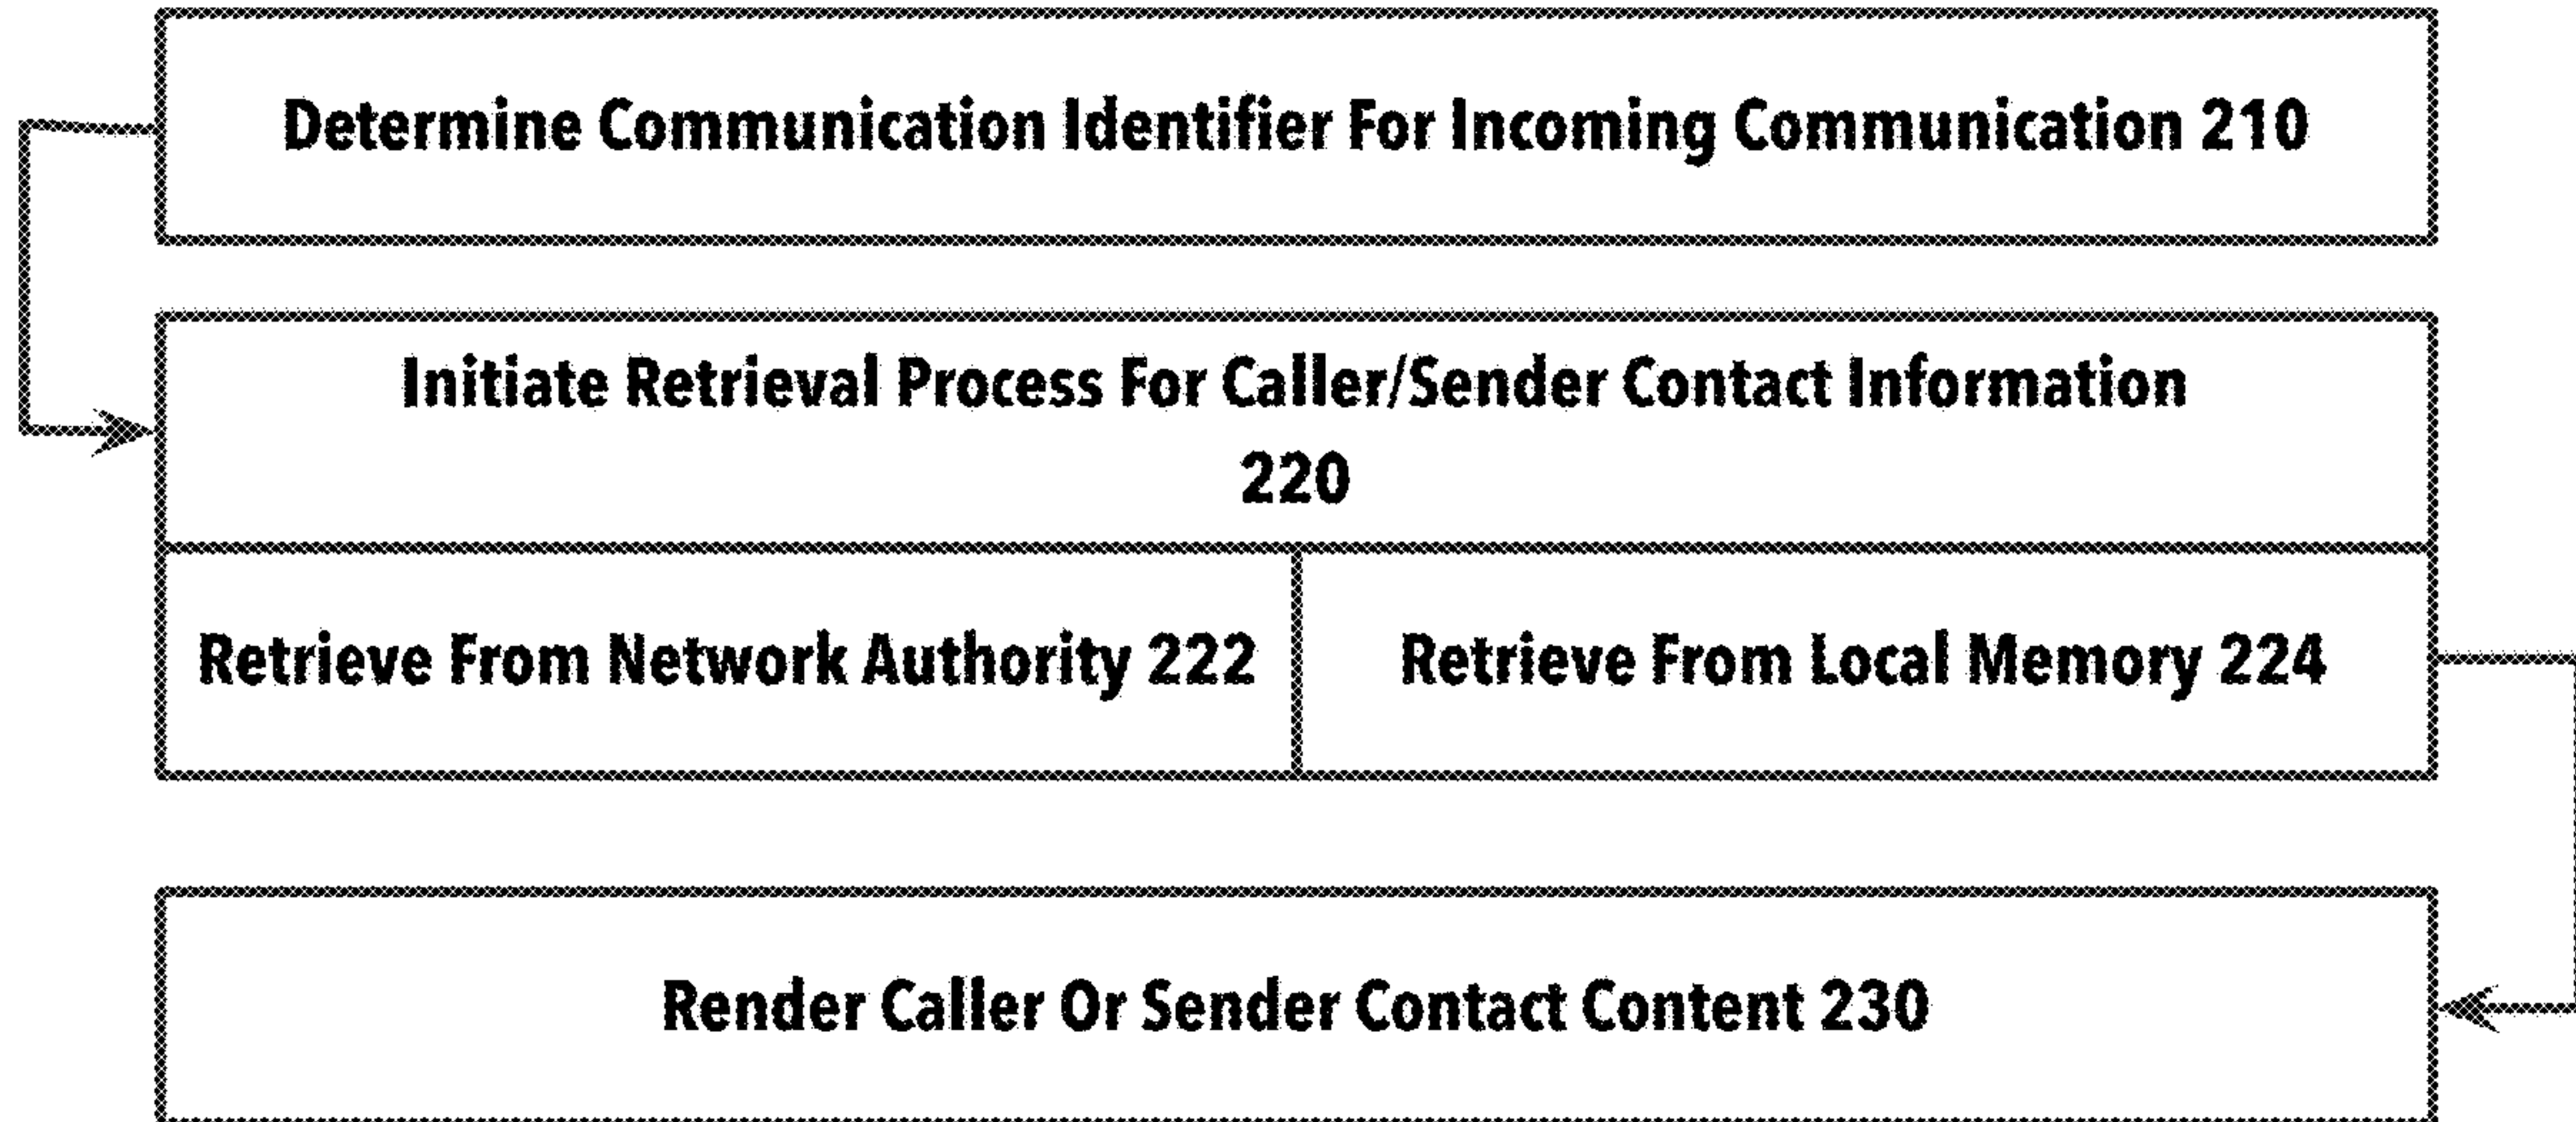 Determine Communication Identifier For Incoming Communication 210
Initiate Retrieval Process For Caller/Sender Contact Information
220
Retrieve From Network Authority 222
Retrieve From Local Memory 224
Render Caller Or Sender Contact Content 230